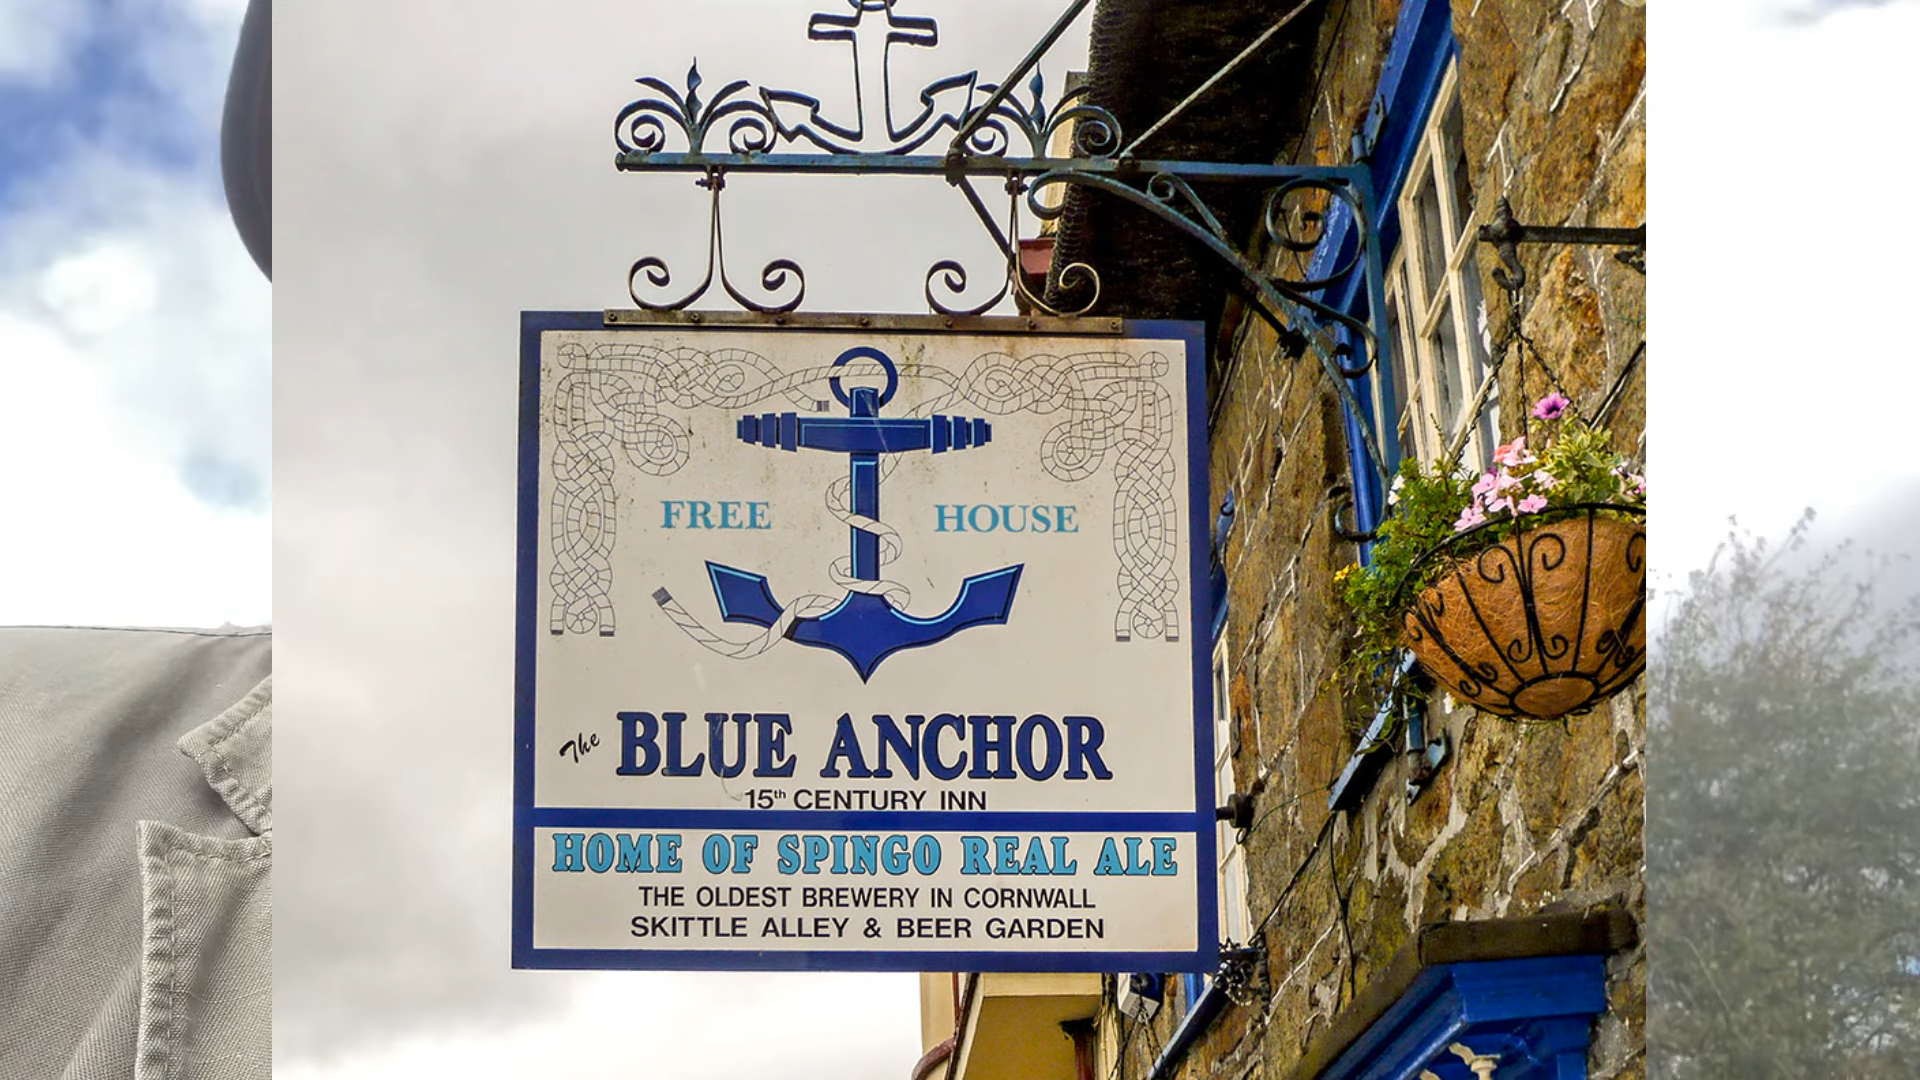 FREE HOUSE
The BLUE ANCHOR
15th CENTURY INN
HOME OF SPINGO REAL ALE
THE OLDEST BREWERY IN CORNWALL
SKITTLE ALLEY & BEER GARDEN